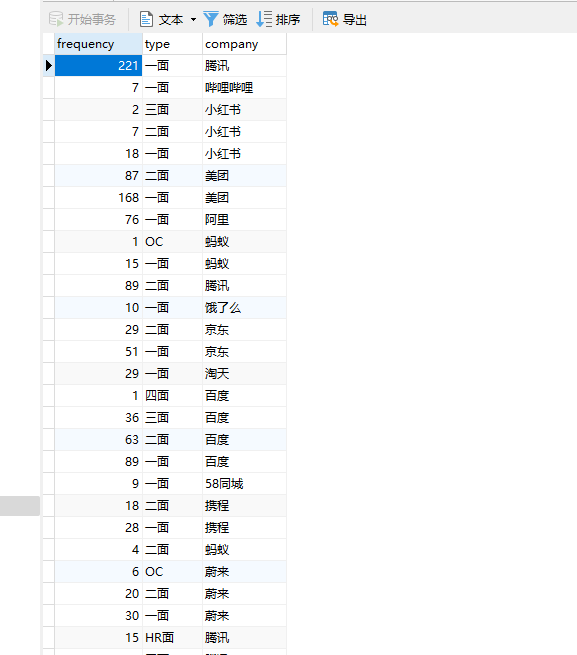 开始事务 文本 筛选 排序 导出
frequency type company
221 一面 腾讯
7 一面 哔哩哔哩
2 三面 小红书
7 二面 小红书
18 一面 小红书
87 二面 美团
168 一面 美团
76 一面 阿里
1 OC 蚂蚁
15 一面 蚂蚁
89 二面 腾讯
10 一面 饿了么
29 二面 京东
51 一面 京东
29 一面 淘天
1 四面 百度
36 三面 百度
63 二面 百度
89 一面 百度
9 一面 58同城
18 二面 携程
28 一面 携程
4 二面 蚂蚁
6 OC 蔚来
20 二面 蔚来
30 一面 蔚来
15 HR面 腾讯